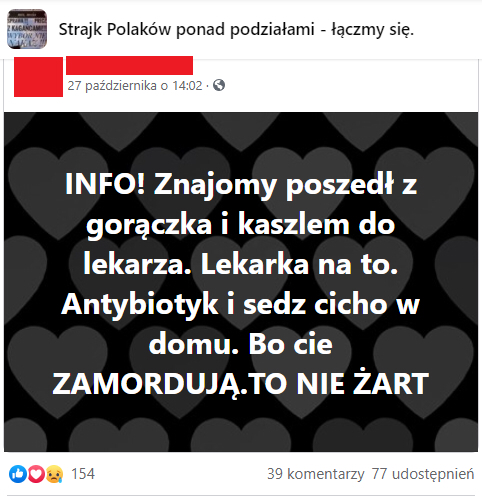 Strajk Polaków ponad podziałami - łączmy się.
27 października o 14:02 ·
INFO! Znajomy poszedł z
gorączka i kaszlem do
lekarza. Lekarka na to.
Antybiotyk i sedz cicho w
domu. Bo cie
ZAMORDUJĄ.TO NIE ŻART
154
39 komentarzy 77 udostępnień